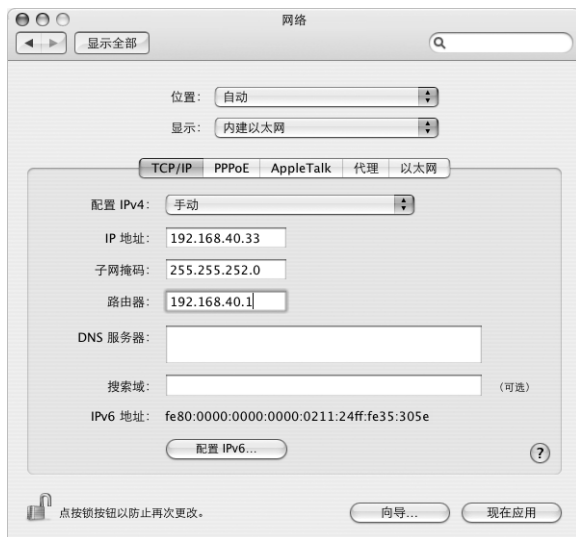 网络
显示全部
位置： 自动
显示： 内建以太网
TCP/IP PPPoE AppleTalk 代理 以太网
配置 IPv4： 手动
IP 地址： 192.168.40.33
子网掩码： 255.255.252.0
路由器： 192.168.40.1
DNS 服务器：
搜索域： （可选）
IPv6 地址： fe80:0000:0000:0000:0211:24ff:fe35:305e
配置 IPv6...
?
点按锁按钮以防止再次更改。 向导... 现在应用